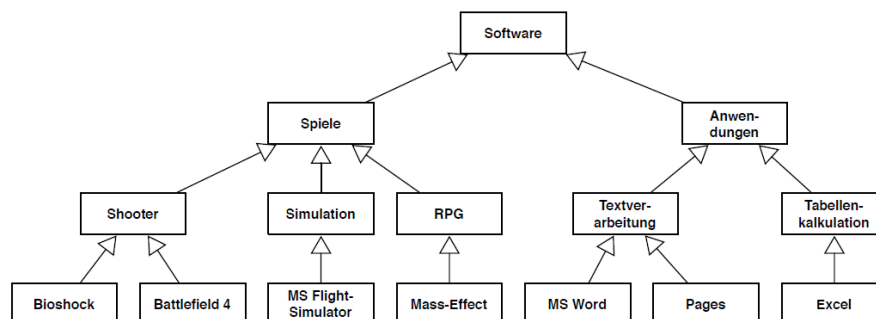 Software
Spiele
Anwen-
dungen
Shooter
Simulation
RPG
Textver-
arbeitung
Tabellen-
kalkulation
Bioshock
Battlefield 4
MS Flight-
Simulator
Mass-Effect
MS Word
Pages
Excel